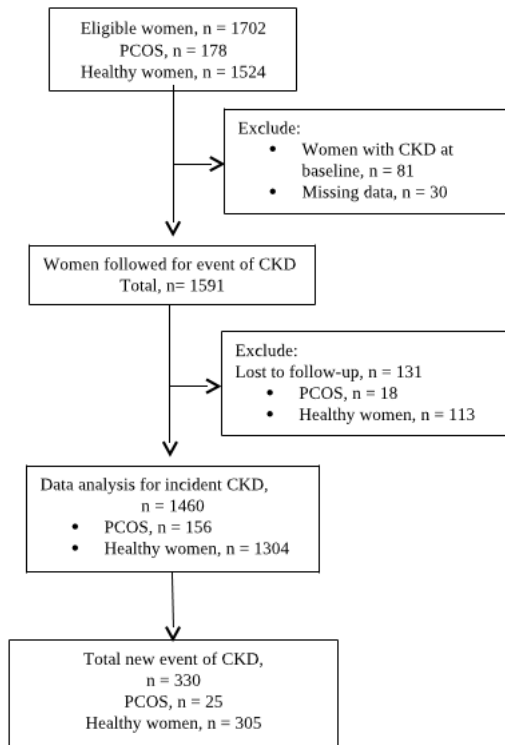 Eligible women, n = 1702
PCOS, n = 178
Healthy women, n = 1524
Exclude:
• Women with CKD at
baseline, n = 81
• Missing data, n = 30
Women followed for event of CKD
Total, n= 1591
Exclude:
Lost to follow-up, n = 131
• PCOS, n = 18
• Healthy women, n = 113
Data analysis for incident CKD,
n = 1460
• PCOS, n = 156
• Healthy women, n = 1304
Total new event of CKD,
n = 330
PCOS, n = 25
Healthy women, n = 305